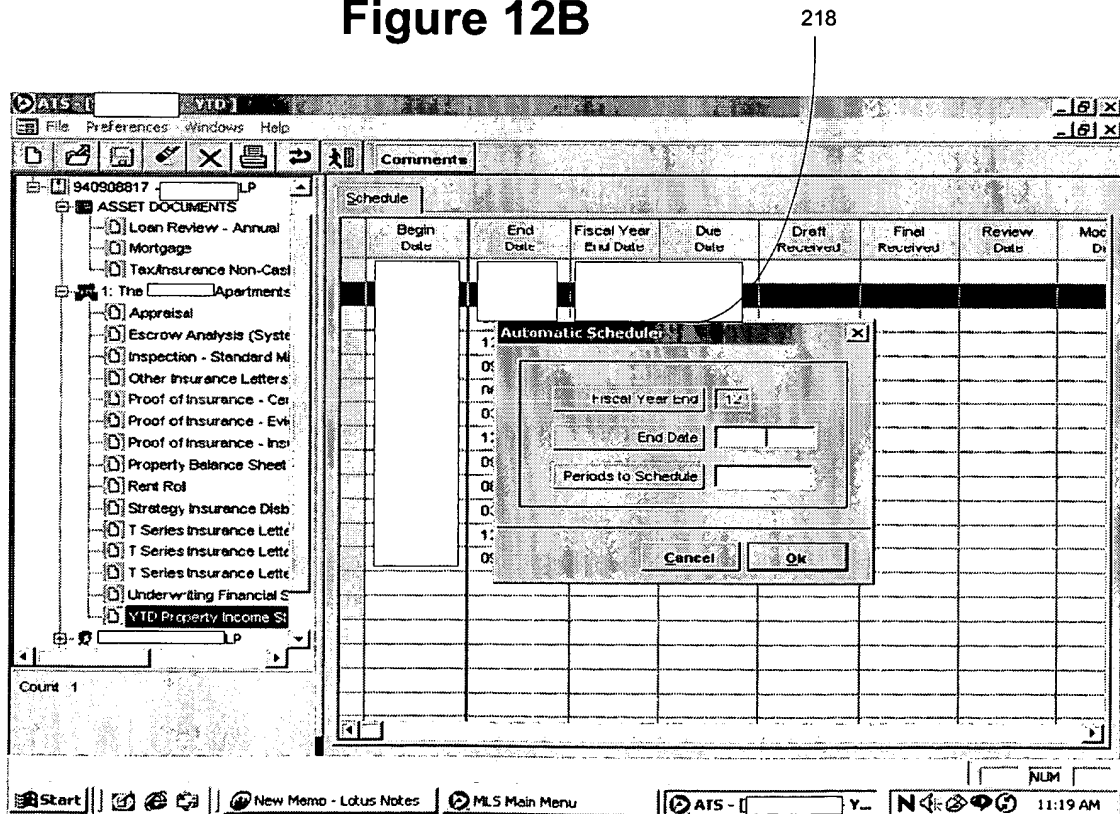 Figure 12B
218
ATS - [ - YTD ]
File Preferences Windows Help
Comments
940908817 - LP
ASSET DOCUMENTS
Loan Review - Annual
Mortgage
Tax/Insurance Non-Casl
1: The Apartments
Appraisal
Escrow Analysis (Syste
Inspection - Standard Mi
Other Insurance Letters
Proof of Insurance - Cer
Proof of Insurance - Evi
Proof of Insurance - Insu
Property Balance Sheet
Rent Roll
Strategy Insurance Disb
T Series Insurance Lette
T Series Insurance Lette
T Series Insurance Lette
Underwriting Financial S
YTD Property Income St
LP
Count 1
Schedule
Begin Date
End Date
Fiscal Year End Date
Due Date
Draft Received
Final Received
Review Date
Automatic Scheduler
Fiscal Year End 12
End Date
Periods to Schedule
Cancel Ok
NUM
Start New Memo - Lotus Notes MLS Main Menu ATS - [ Y... 11:19 AM